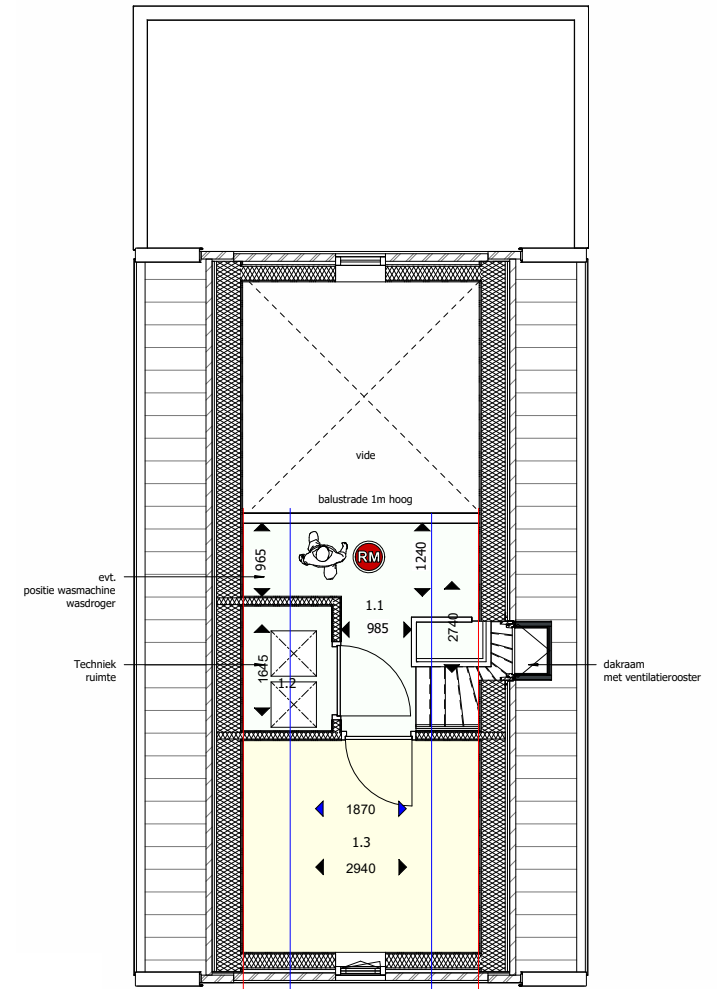 vide
balustrade 1m hoog
965
RM
1240
evt.
positie wasmachine
wasdroger
1.1
985
2740
Techniek
ruimte
1645
1.2
dakraam
met ventilatierooster
1870
1.3
2940